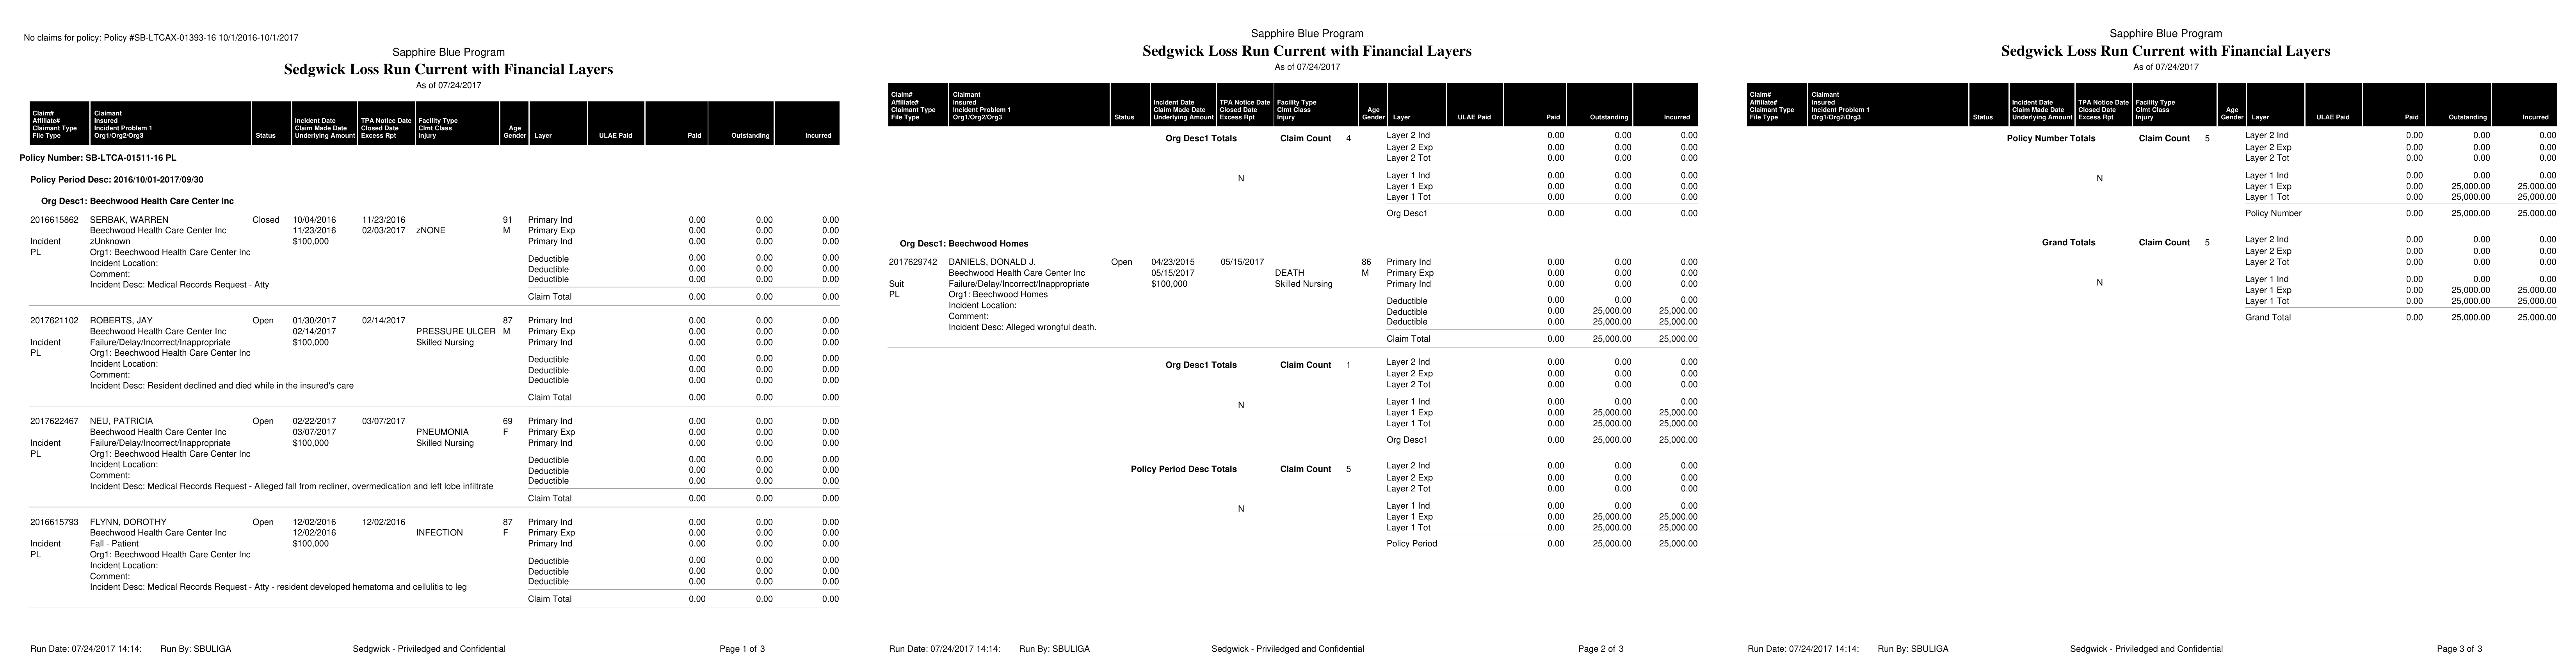 No claims for policy: Policy #SB-LTCAX-01393-16 10/1/2016-10/1/2017
Sapphire Blue Program
Sedgwick Loss Run Current with Financial Layers
As of 07/24/2017
Claim#
Affiliate#
Claimant Type
File Type
Claimant
Insured
Incident Problem 1
Org1/Org2/Org3
Status
Incident Date
Claim Made Date
Underlying Amount
TPA Notice Date
Closed Date
Excess Rpt
Facility Type
Clmt Class
Injury
Age
Gender
Layer ULAE Paid Paid Outstanding Incurred
Policy Number: SB-LTCA-01511-16 PL
Policy Period Desc: 2016/10/01-2017/09/30
Org Desc1: Beechwood Health Care Center Inc
2016615862 SERBAK, WARREN Closed 10/04/2016 11/23/2016 91 Primary Ind 0.00 0.00 0.00
Beechwood Health Care Center Inc 11/23/2016 02/03/2017 zNONE M Primary Exp 0.00 0.00 0.00
Incident zUnknown $100,000 Primary Ind 0.00 0.00 0.00
PL Org1: Beechwood Health Care Center Inc
Deductible 0.00 0.00 0.00
Incident Location:
Deductible 0.00 0.00 0.00
Comment:
Deductible 0.00 0.00 0.00
Incident Desc: Medical Records Request - Atty
Claim Total 0.00 0.00 0.00
2017621102 ROBERTS, JAY Open 01/30/2017 02/14/2017 87 Primary Ind 0.00 0.00 0.00
Beechwood Health Care Center Inc 02/14/2017 PRESSURE ULCER M Primary Exp 0.00 0.00 0.00
Incident Failure/Delay/Incorrect/Inappropriate $100,000 Skilled Nursing Primary Ind 0.00 0.00 0.00
PL Org1: Beechwood Health Care Center Inc
Deductible 0.00 0.00 0.00
Incident Location:
Deductible 0.00 0.00 0.00
Comment:
Deductible 0.00 0.00 0.00
Incident Desc: Resident declined and died while in the insured's care
Claim Total 0.00 0.00 0.00
2017622467 NEU, PATRICIA Open 02/22/2017 03/07/2017 69 Primary Ind 0.00 0.00 0.00
Beechwood Health Care Center Inc 03/07/2017 PNEUMONIA F Primary Exp 0.00 0.00 0.00
Incident Failure/Delay/Incorrect/Inappropriate $100,000 Skilled Nursing Primary Ind 0.00 0.00 0.00
PL Org1: Beechwood Health Care Center Inc
Deductible 0.00 0.00 0.00
Incident Location:
Deductible 0.00 0.00 0.00
Comment:
Deductible 0.00 0.00 0.00
Incident Desc: Medical Records Request - Alleged fall from recliner, overmedication and left lobe infiltrate
Claim Total 0.00 0.00 0.00
2016615793 FLYNN, DOROTHY Open 12/02/2016 12/02/2016 87 Primary Ind 0.00 0.00 0.00
Beechwood Health Care Center Inc 12/02/2016 INFECTION F Primary Exp 0.00 0.00 0.00
Incident Fall - Patient $100,000 Primary Ind 0.00 0.00 0.00
PL Org1: Beechwood Health Care Center Inc
Deductible 0.00 0.00 0.00
Incident Location:
Deductible 0.00 0.00 0.00
Comment:
Deductible 0.00 0.00 0.00
Incident Desc: Medical Records Request - Atty - resident developed hematoma and cellulitis to leg
Claim Total 0.00 0.00 0.00
Run Date: 07/24/2017 14:14: Run By: SBULIGA Sedgwick - Priviledged and Confidential Page 1 of 3
Sapphire Blue Program
Sedgwick Loss Run Current with Financial Layers
As of 07/24/2017
Claim#
Affiliate#
Claimant Type
File Type
Claimant
Insured
Incident Problem 1
Org1/Org2/Org3
Status
Incident Date
Claim Made Date
Underlying Amount
TPA Notice Date
Closed Date
Excess Rpt
Facility Type
Clmt Class
Injury
Age
Gender
Layer ULAE Paid Paid Outstanding Incurred
Org Desc1 Totals Claim Count 4 Layer 2 Ind 0.00 0.00 0.00
Layer 2 Exp 0.00 0.00 0.00
Layer 2 Tot 0.00 0.00 0.00
N Layer 1 Ind 0.00 0.00 0.00
Layer 1 Exp 0.00 0.00 0.00
Layer 1 Tot 0.00 0.00 0.00
Org Desc1 0.00 0.00 0.00
Org Desc1: Beechwood Homes
2017629742 DANIELS, DONALD J. Open 04/23/2015 05/15/2017 86 Primary Ind 0.00 0.00 0.00
Beechwood Health Care Center Inc 05/15/2017 DEATH M Primary Exp 0.00 0.00 0.00
Suit Failure/Delay/Incorrect/Inappropriate $100,000 Skilled Nursing Primary Ind 0.00 0.00 0.00
PL Org1: Beechwood Homes
Deductible 0.00 0.00 0.00
Incident Location:
Deductible 0.00 25,000.00 25,000.00
Comment:
Deductible 0.00 25,000.00 25,000.00
Incident Desc: Alleged wrongful death.
Claim Total 0.00 25,000.00 25,000.00
Org Desc1 Totals Claim Count 1 Layer 2 Ind 0.00 0.00 0.00
Layer 2 Exp 0.00 0.00 0.00
Layer 2 Tot 0.00 0.00 0.00
N Layer 1 Ind 0.00 0.00 0.00
Layer 1 Exp 0.00 25,000.00 25,000.00
Layer 1 Tot 0.00 25,000.00 25,000.00
Org Desc1 0.00 25,000.00 25,000.00
Policy Period Desc Totals Claim Count 5 Layer 2 Ind 0.00 0.00 0.00
Layer 2 Exp 0.00 0.00 0.00
Layer 2 Tot 0.00 0.00 0.00
N Layer 1 Ind 0.00 0.00 0.00
Layer 1 Exp 0.00 25,000.00 25,000.00
Layer 1 Tot 0.00 25,000.00 25,000.00
Policy Period 0.00 25,000.00 25,000.00
Run Date: 07/24/2017 14:14: Run By: SBULIGA Sedgwick - Priviledged and Confidential Page 2 of 3
Sapphire Blue Program
Sedgwick Loss Run Current with Financial Layers
As of 07/24/2017
Claim#
Affiliate#
Claimant Type
File Type
Claimant
Insured
Incident Problem 1
Org1/Org2/Org3
Status
Incident Date
Claim Made Date
Underlying Amount
TPA Notice Date
Closed Date
Excess Rpt
Facility Type
Clmt Class
Injury
Age
Gender
Layer ULAE Paid Paid Outstanding Incurred
Policy Number Totals Claim Count 5 Layer 2 Ind 0.00 0.00 0.00
Layer 2 Exp 0.00 0.00 0.00
Layer 2 Tot 0.00 0.00 0.00
N Layer 1 Ind 0.00 0.00 0.00
Layer 1 Exp 0.00 25,000.00 25,000.00
Layer 1 Tot 0.00 25,000.00 25,000.00
Policy Number 0.00 25,000.00 25,000.00
Grand Totals Claim Count 5 Layer 2 Ind 0.00 0.00 0.00
Layer 2 Exp 0.00 0.00 0.00
Layer 2 Tot 0.00 0.00 0.00
N Layer 1 Ind 0.00 0.00 0.00
Layer 1 Exp 0.00 25,000.00 25,000.00
Layer 1 Tot 0.00 25,000.00 25,000.00
Grand Total 0.00 25,000.00 25,000.00
Run Date: 07/24/2017 14:14: Run By: SBULIGA Sedgwick - Priviledged and Confidential Page 3 of 3